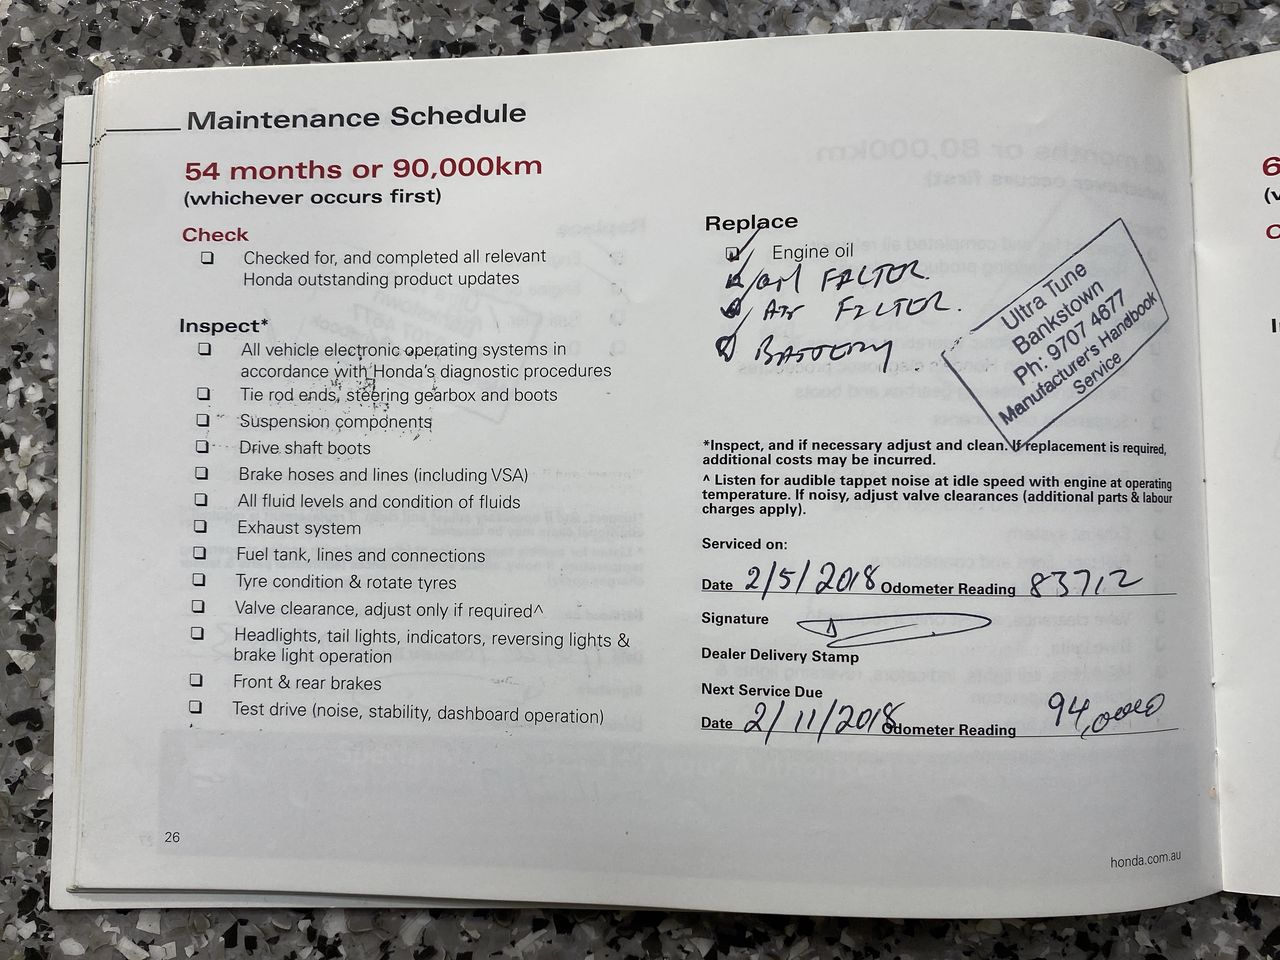 Maintenance Schedule
54 months or 90,000km
(whichever occurs first)
Check
Checked for, and completed all relevant
Honda outstanding product updates
Inspect*
All vehicle electronic operating systems in
accordance with Honda's diagnostic procedures
Tie rod ends, steering gearbox and boots
Suspension components
Drive shaft boots
Brake hoses and lines (including VSA)
All fluid levels and condition of fluids
Exhaust system
Fuel tank, lines and connections
Tyre condition & rotate tyres
Valve clearance, adjust only if required^
Headlights, tail lights, indicators, reversing lights &
brake light operation
Front & rear brakes
Test drive (noise, stability, dashboard operation)
26
Replace
Engine oil
FILTER
AIR FILTER.
BATTERY
Ultra Tune
Bankstown
Ph: 9707 4677
Manufacturer's Handbook
Service
*Inspect, and if necessary adjust and clean. If replacement is required,
additional costs may be incurred.
^ Listen for audible tappet noise at idle speed with engine at operating
temperature. If noisy, adjust valve clearances (additional parts & labour
charges apply).
Serviced on:
Date 2/5/2018 Odometer Reading 83712
Signature
Dealer Delivery Stamp
Next Service Due
Date 2/11/2018 Odometer Reading
honda.com.au
6